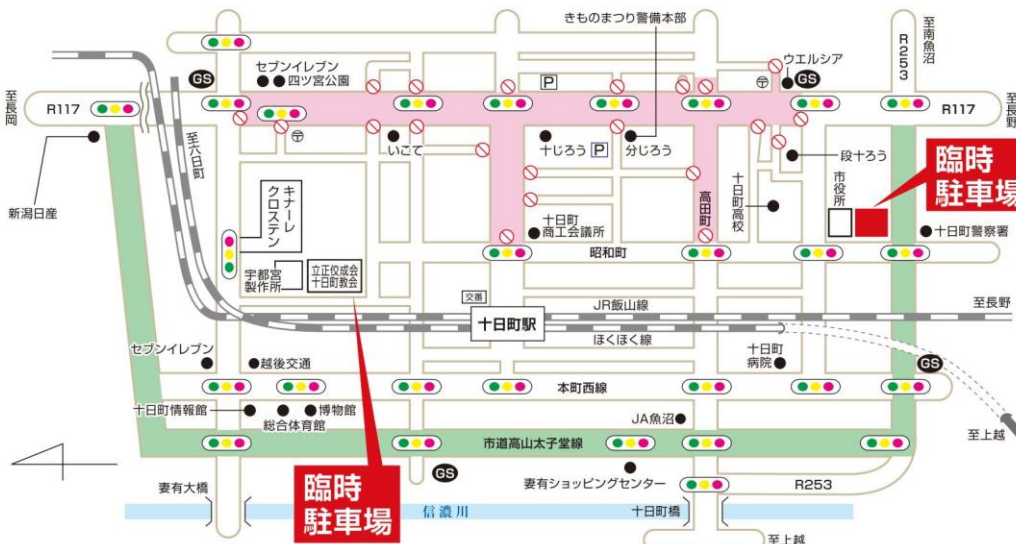 きものまつり警備本部
至南魚沼
R253
セブンイレブン
四ツ宮公園
GS
P
〒
ウエルシア
GS
至長岡
R117
R117
至長野
至六日町
〒
いこて
十じろう
P
分じろう
段十ろう
新潟日産
キナーレ
クロステン
十日町
商工会議所
高田町
十日町高校
市役所
臨時
駐車場
十日町警察署
昭和町
宇都宮
製作所
立正佼成会
十日町教会
交番
十日町駅
JR飯山線
至長野
ほくほく線
セブンイレブン
越後交通
十日町
病院
GS
本町西線
十日町情報館
総合体育館
博物館
JA魚沼
至上越
市道高山太子堂線
臨時
駐車場
GS
妻有ショッピングセンター
R253
妻有大橋
信濃川
十日町橋
至上越